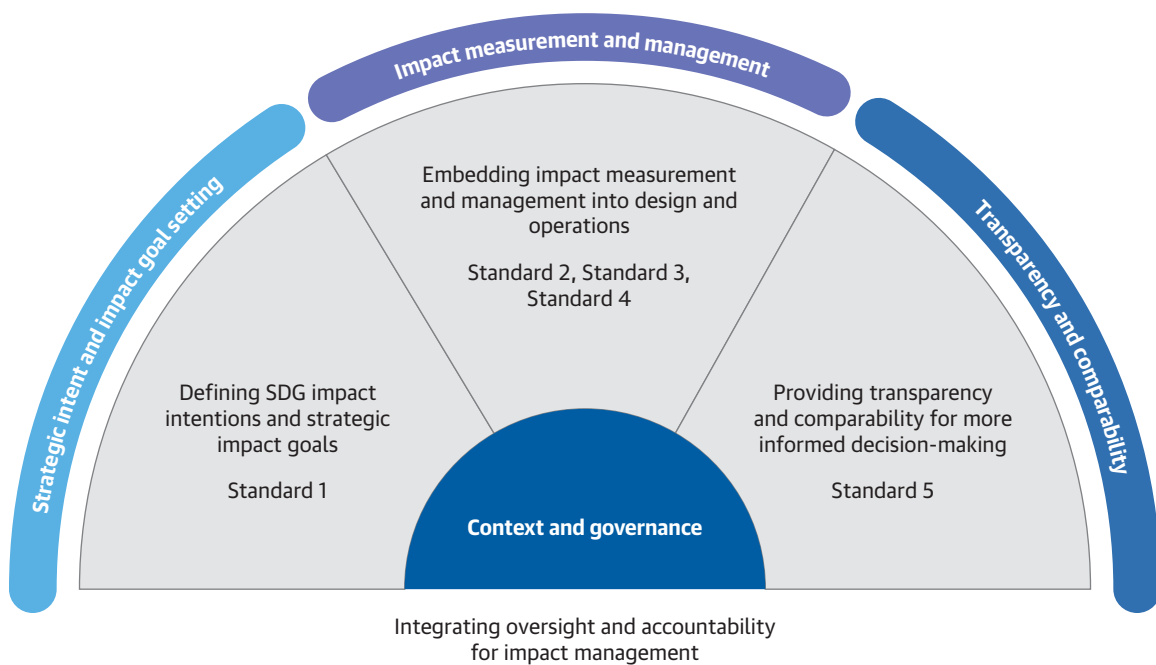 Strategic intent and impact goal setting
Impact measurement and management
Transparency and comparability
Defining SDG impact
intentions and strategic
impact goals
Standard 1
Embedding impact measurement
and management into design and
operations
Standard 2, Standard 3,
Standard 4
Providing transparency
and comparability for more
informed decision-making
Standard 5
Context and governance
Integrating oversight and accountability
for impact management